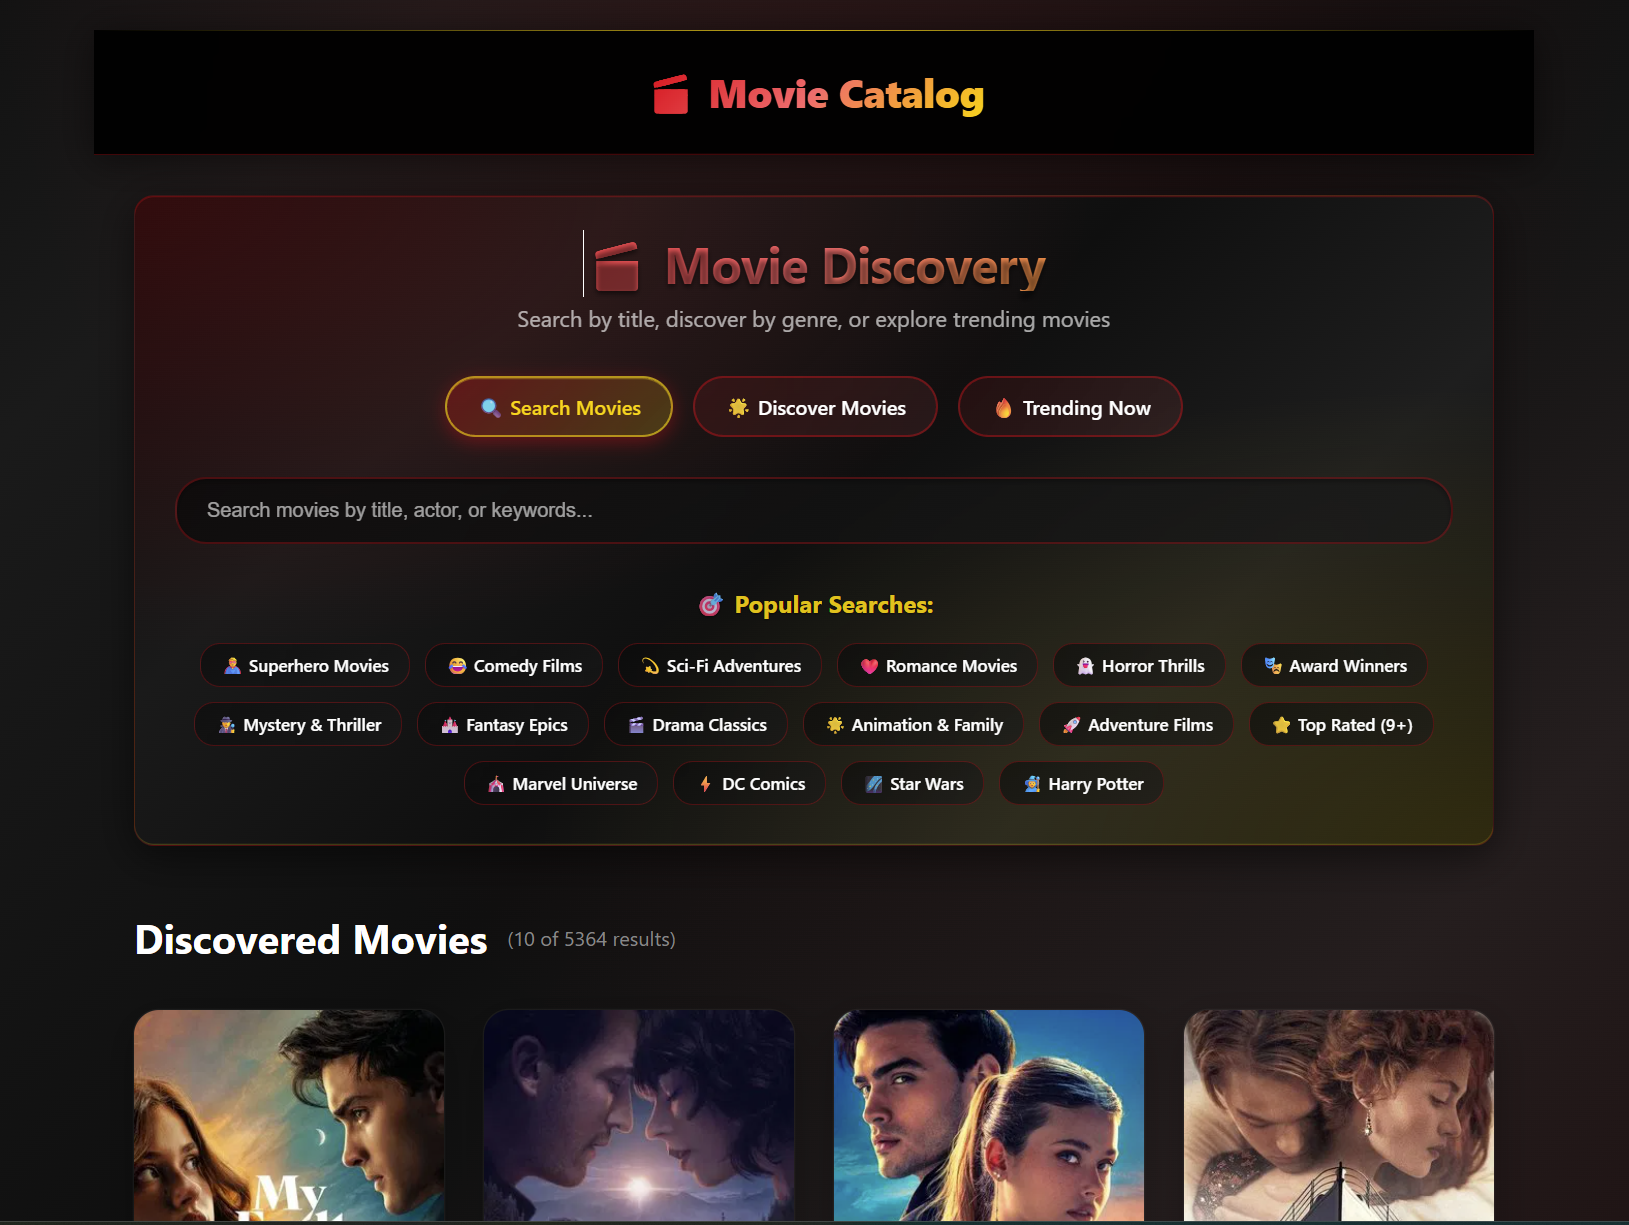 Movie Catalog
Movie Discovery
Search by title, discover by genre, or explore trending movies
Search Movies
Discover Movies
Trending Now
Search movies by title, actor, or keywords...
Popular Searches:
Superhero Movies
Comedy Films
Sci-Fi Adventures
Romance Movies
Horror Thrills
Award Winners
Mystery & Thriller
Fantasy Epics
Drama Classics
Animation & Family
Adventure Films
Top Rated (9+)
Marvel Universe
DC Comics
Star Wars
Harry Potter
Discovered Movies (10 of 5364 results)
My